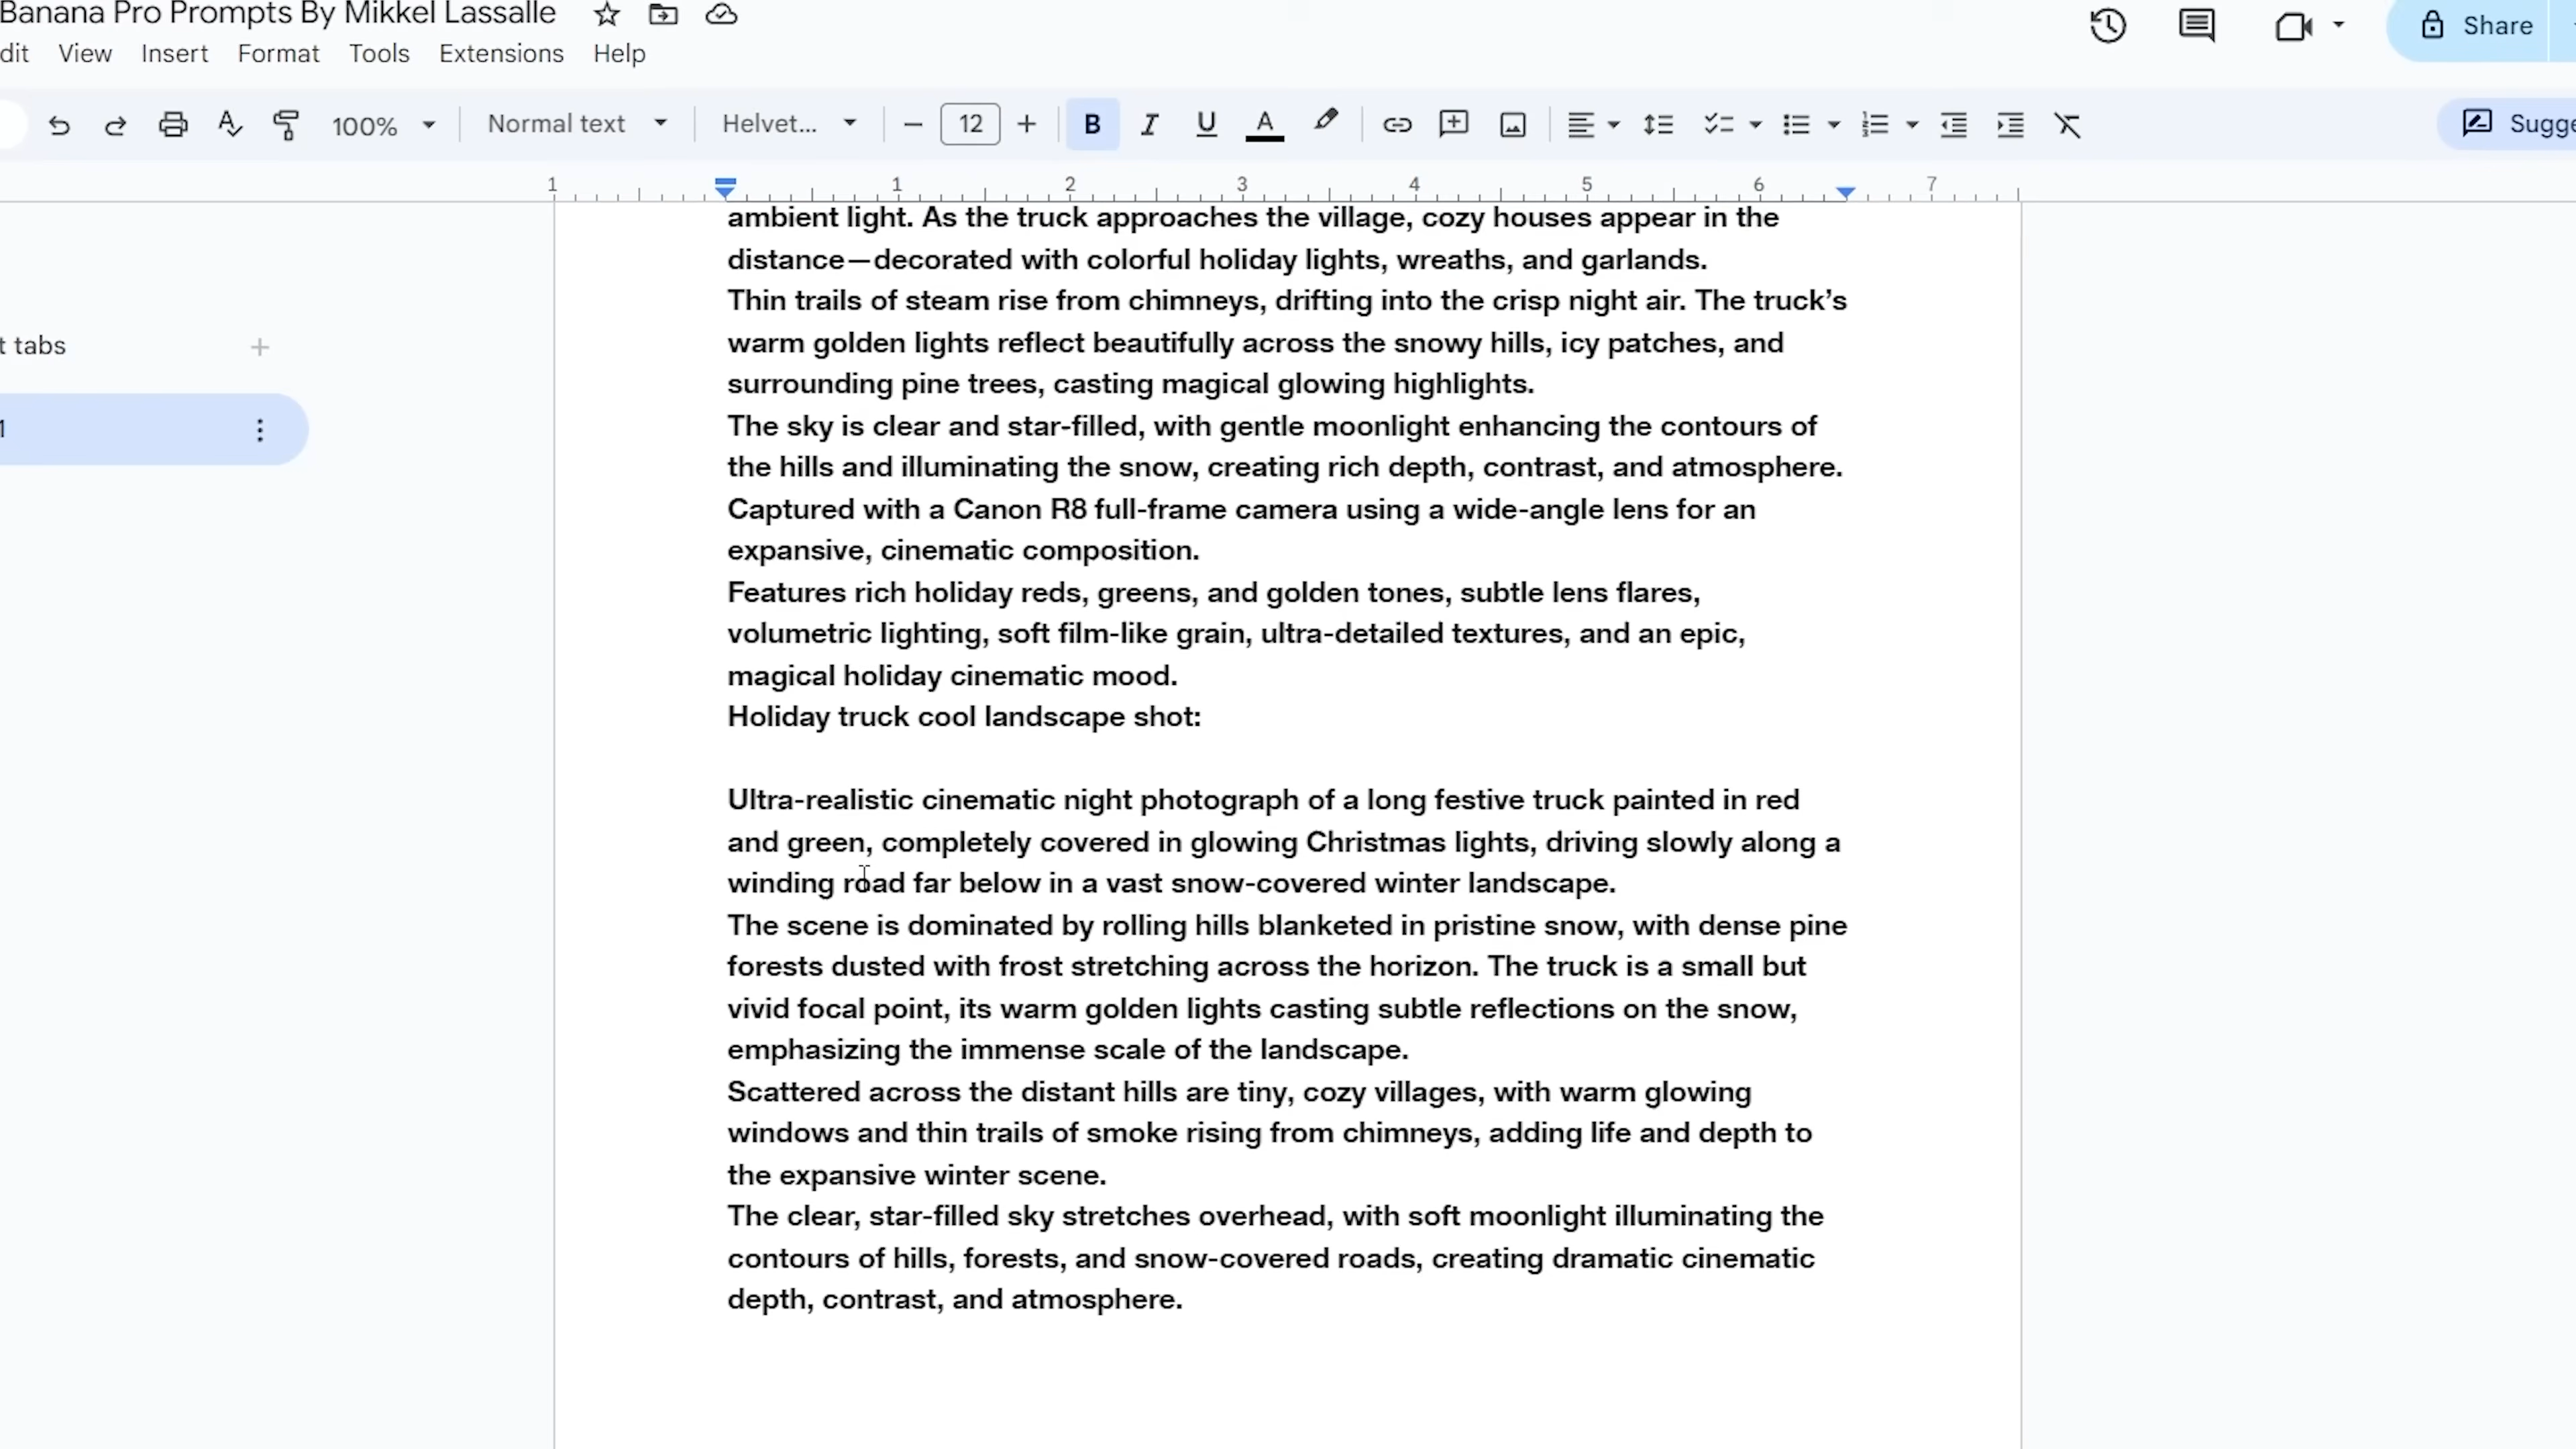 Banana Pro Prompts By Mikkel Lassalle
dit View Insert Format Tools Extensions Help
Share
100% Normal text Helvet... 12 B I U A Sugge
1 1 2 3 4 5 6 7
t tabs
1
ambient light. As the truck approaches the village, cozy houses appear in the
distance—decorated with colorful holiday lights, wreaths, and garlands.
Thin trails of steam rise from chimneys, drifting into the crisp night air. The truck’s
warm golden lights reflect beautifully across the snowy hills, icy patches, and
surrounding pine trees, casting magical glowing highlights.
The sky is clear and star-filled, with gentle moonlight enhancing the contours of
the hills and illuminating the snow, creating rich depth, contrast, and atmosphere.
Captured with a Canon R8 full-frame camera using a wide-angle lens for an
expansive, cinematic composition.
Features rich holiday reds, greens, and golden tones, subtle lens flares,
volumetric lighting, soft film-like grain, ultra-detailed textures, and an epic,
magical holiday cinematic mood.
Holiday truck cool landscape shot:
Ultra-realistic cinematic night photograph of a long festive truck painted in red
and green, completely covered in glowing Christmas lights, driving slowly along a
winding road far below in a vast snow-covered winter landscape.
The scene is dominated by rolling hills blanketed in pristine snow, with dense pine
forests dusted with frost stretching across the horizon. The truck is a small but
vivid focal point, its warm golden lights casting subtle reflections on the snow,
emphasizing the immense scale of the landscape.
Scattered across the distant hills are tiny, cozy villages, with warm glowing
windows and thin trails of smoke rising from chimneys, adding life and depth to
the expansive winter scene.
The clear, star-filled sky stretches overhead, with soft moonlight illuminating the
contours of hills, forests, and snow-covered roads, creating dramatic cinematic
depth, contrast, and atmosphere.